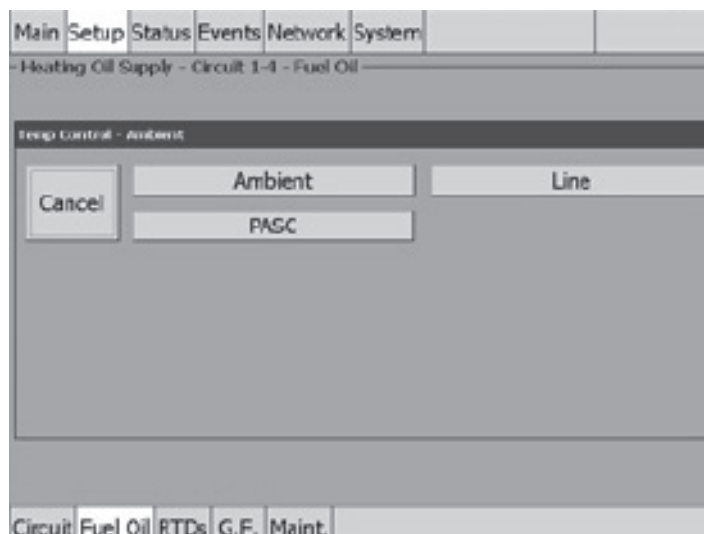 Main Setup Status Events Network System
Heating Oil Supply - Circuit 1-4 - Fuel Oil
Temp Control - Ambient
Cancel Ambient Line
PASC
Circuit Fuel Oil RTDs G.F. Maint.